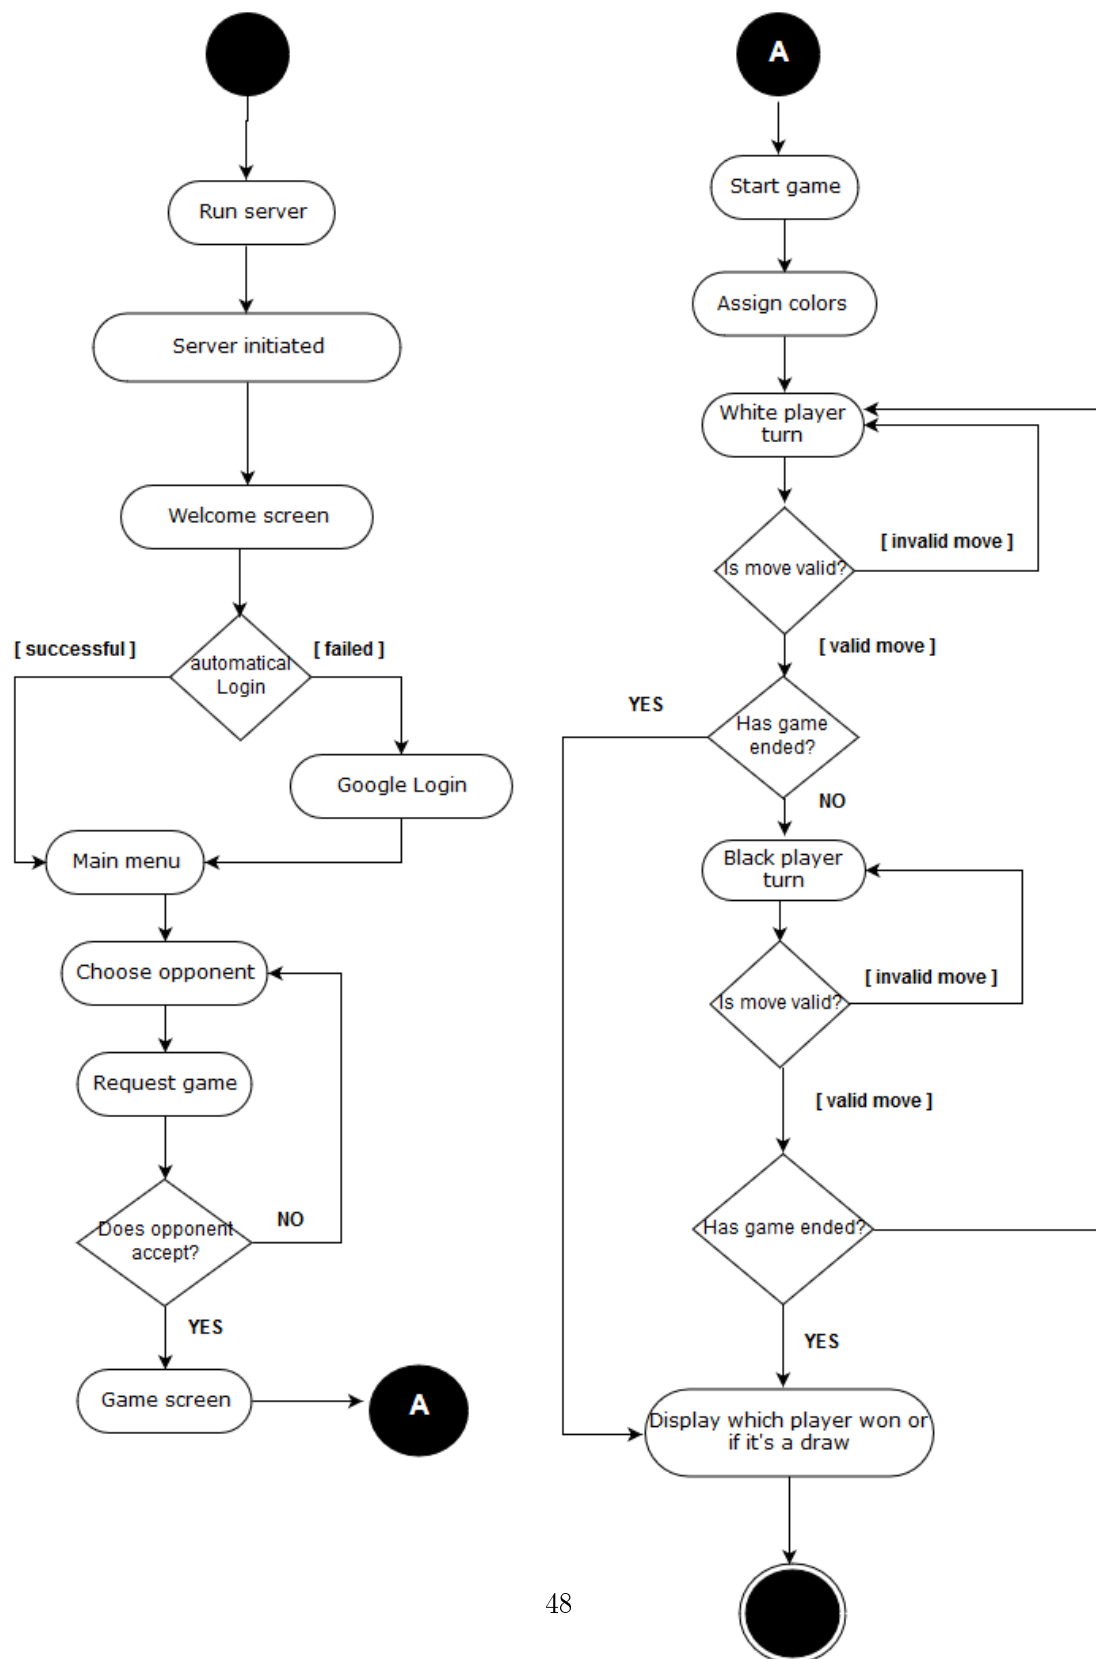 Run server
Server initiated
Welcome screen
[ successful ]
[ failed ]
automatical
Login
Google Login
Main menu
Choose opponent
Request game
Does opponent
accept?
NO
YES
Game screen
A
A
Start game
Assign colors
White player
turn
Is move valid?
[ invalid move ]
[ valid move ]
Has game
ended?
YES
NO
Black player
turn
Is move valid?
[ invalid move ]
[ valid move ]
Has game ended?
YES
Display which player won or
if it's a draw
48